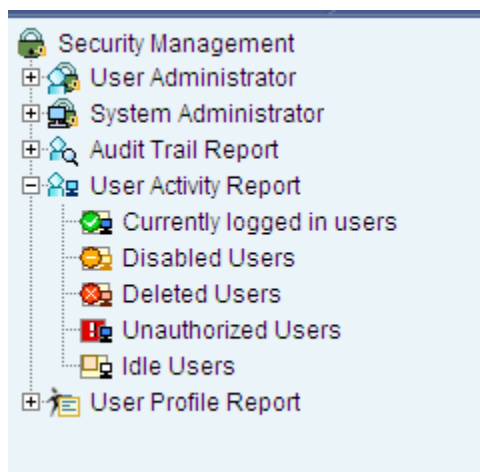 Security Management
User Administrator
System Administrator
Audit Trail Report
User Activity Report
Currently logged in users
Disabled Users
Deleted Users
Unauthorized Users
Idle Users
User Profile Report